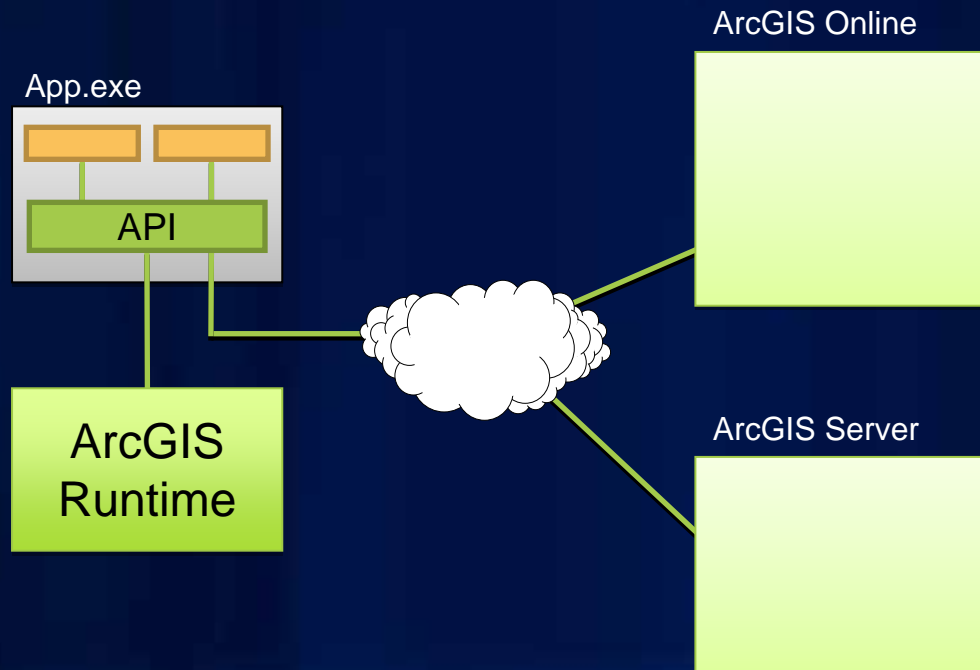 ArcGIS Online
App.exe
API
ArcGIS
Runtime
ArcGIS Server